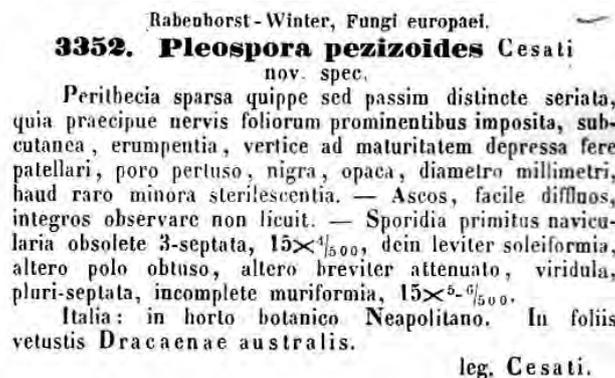 Rabenhorst-Winter, Fungi europaei.
3352. Pleospora pezizoides Cesati
nov. spec.
Perithecia sparsa quippe sed passim distincte seriata,
quia praecipue nervis foliorum prominentibus imposita, sub-
cutanea, erumpentia, vertice ad maturitatem depressa fere
patellari, poro pertuso, nigra, opaca, diametro millimetri,
haud raro minora sterilescentia. — Ascos, facile diffluos,
integros observare non licuit. — Sporidia primitus navicu-
laria obsolete 3-septata, 15×4/500, dein leviter soleiformia,
altero polo obtuso, altero breviter attenuato, viridula,
pluri-septata, incomplete muriformia, 15×5-6/500.
Italia: in horto botanico Neapolitano. In foliis
vetustis Dracaenae australis.
leg. Cesati.